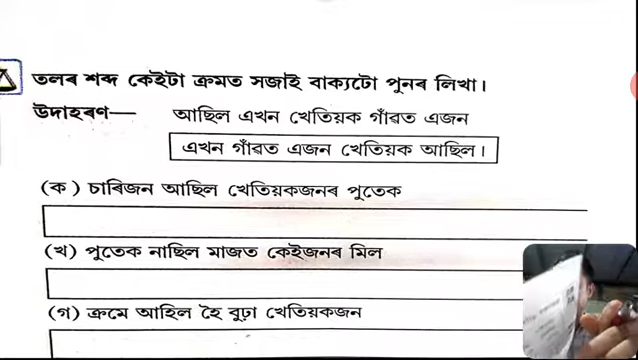 তলৰ শব্দ কেইটা ক্ৰমত সজাই বাক্যটো পুনৰ লিখা।
উদাহৰণ— আছিল এখন খেতিয়ক গাঁৱত এজন
এখন গাঁৱত এজন খেতিয়ক আছিল।
(ক) চাৰিজন আছিল খেতিয়কজনৰ পুতেক
(খ) পুতেক নাছিল মাজত কেইজনৰ মিল
(গ) ক্ৰমে আহিল হৈ বুঢ়া খেতিয়কজন